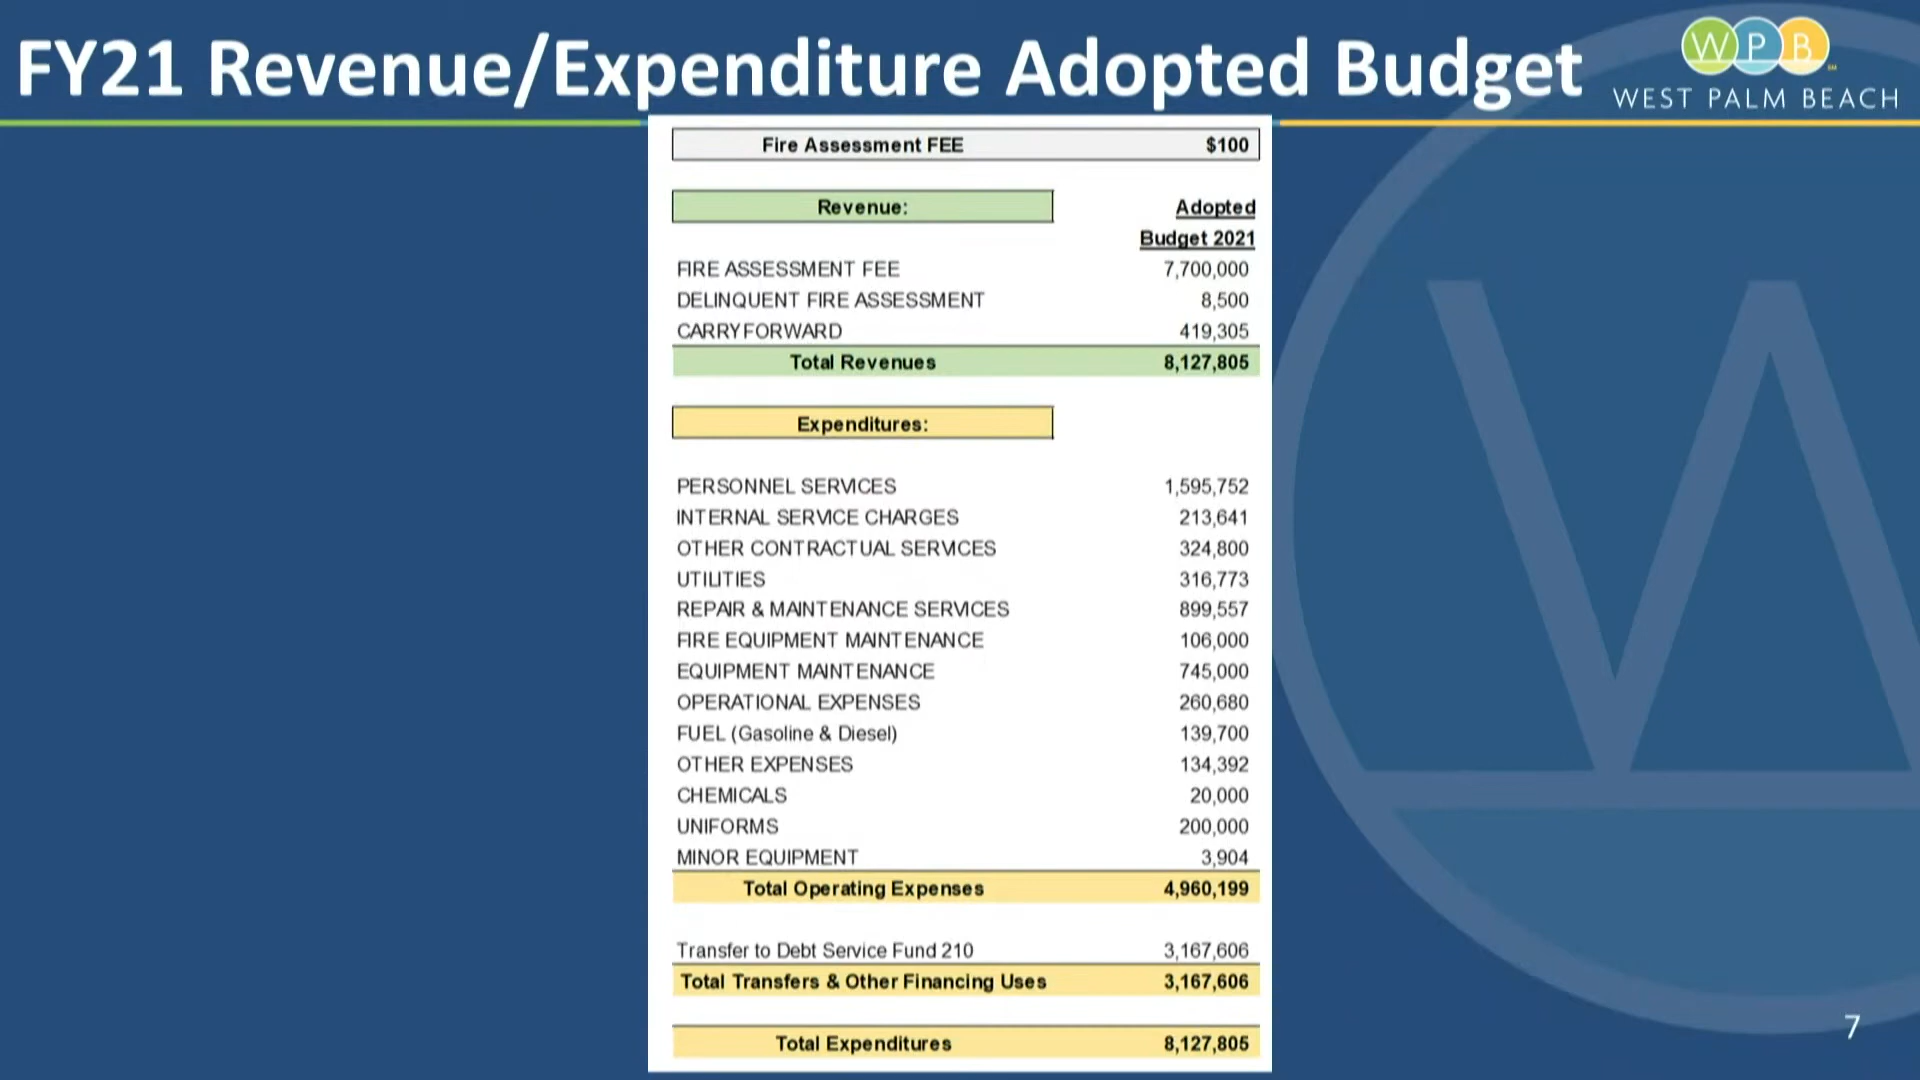 FY21 Revenue/Expenditure Adopted Budget
WPB
WEST PALM BEACH
Fire Assessment FEE $100
Revenue: Adopted
Budget 2021
FIRE ASSESSMENT FEE 7,700,000
DELINQUENT FIRE ASSESSMENT 8,500
CARRYFORWARD 419,305
Total Revenues 8,127,805
Expenditures:
PERSONNEL SERVICES 1,595,752
INTERNAL SERVICE CHARGES 213,641
OTHER CONTRACTUAL SERVICES 324,800
UTILITIES 316,773
REPAIR & MAINTENANCE SERVICES 899,557
FIRE EQUIPMENT MAINTENANCE 106,000
EQUIPMENT MAINTENANCE 745,000
OPERATIONAL EXPENSES 260,680
FUEL (Gasoline & Diesel) 139,700
OTHER EXPENSES 134,392
CHEMICALS 20,000
UNIFORMS 200,000
MINOR EQUIPMENT 3,904
Total Operating Expenses 4,960,199
Transfer to Debt Service Fund 210 3,167,606
Total Transfers & Other Financing Uses 3,167,606
Total Expenditures 8,127,805
7